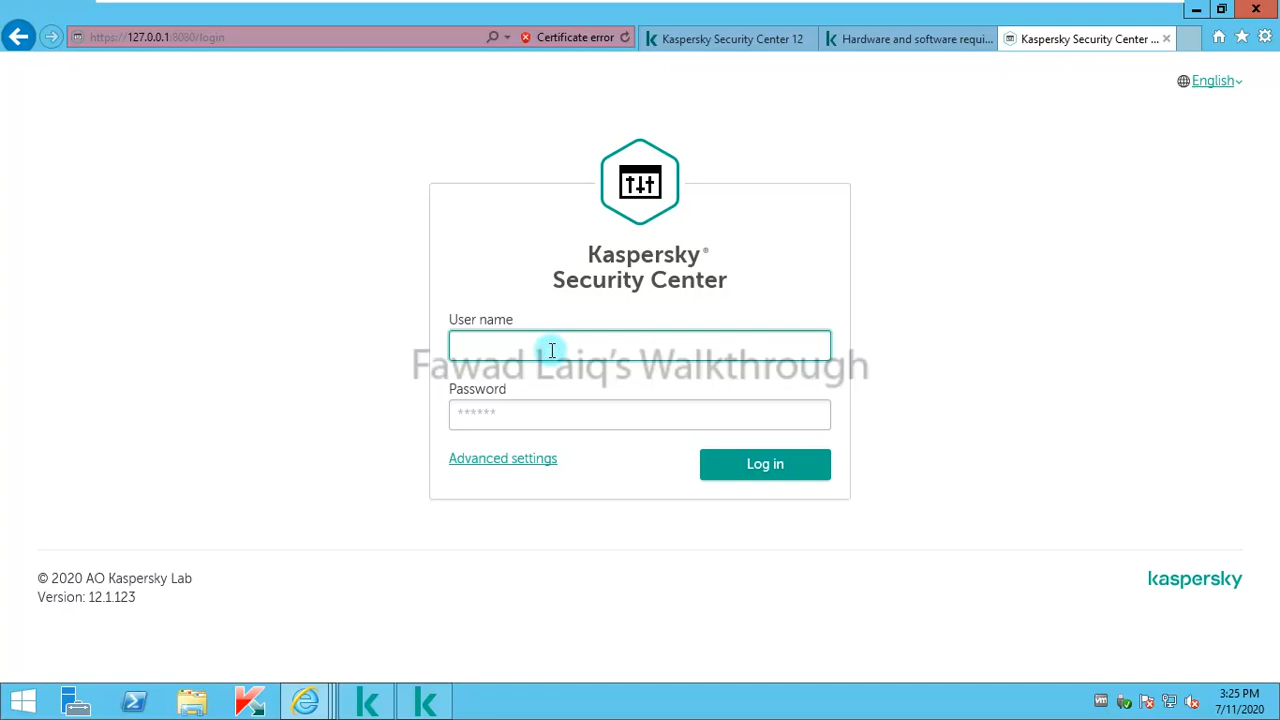 https://127.0.0.1:8080/login
Certificate error
Kaspersky Security Center 12
Hardware and software requi...
Kaspersky Security Center ...
English
Kaspersky®
Security Center
User name
Fawad Laiq's Walkthrough
Password
******
Advanced settings
Log in
© 2020 AO Kaspersky Lab
Version: 12.1.123
kaspersky
3:25 PM
7/11/2020